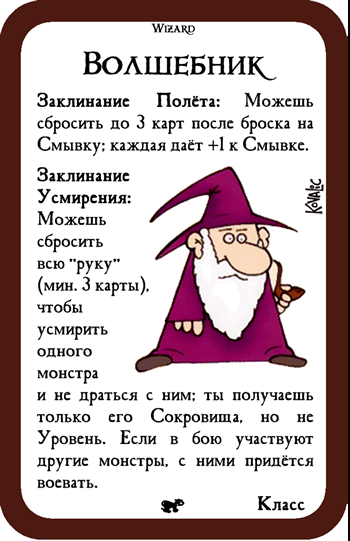 Wizard
Волшебник
Заклинание Полёта: Можешь
сбросить до 3 карт после броска на
Смывку; каждая даёт +1 к Смывке.
Заклинание
Усмирения:
Можешь
сбросить
всю "руку"
(мин. 3 карты),
чтобы
усмирить
одного
монстра
и не драться с ним; ты получаешь
только его Сокровища, но не
Уровень. Если в бою участвуют
другие монстры, с ними придётся
воевать.
Kovalic
Класс